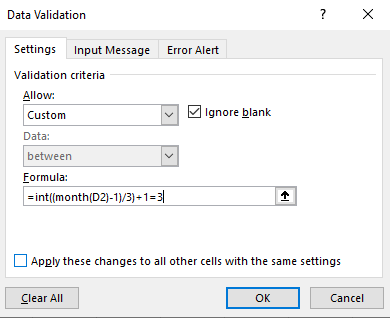 Data Validation ? ×
Settings Input Message Error Alert
Validation criteria
Allow:
Custom Ignore blank
Data:
between
Formula:
=int((month(D2)-1)/3)+1=3
Apply these changes to all other cells with the same settings
Clear All OK Cancel